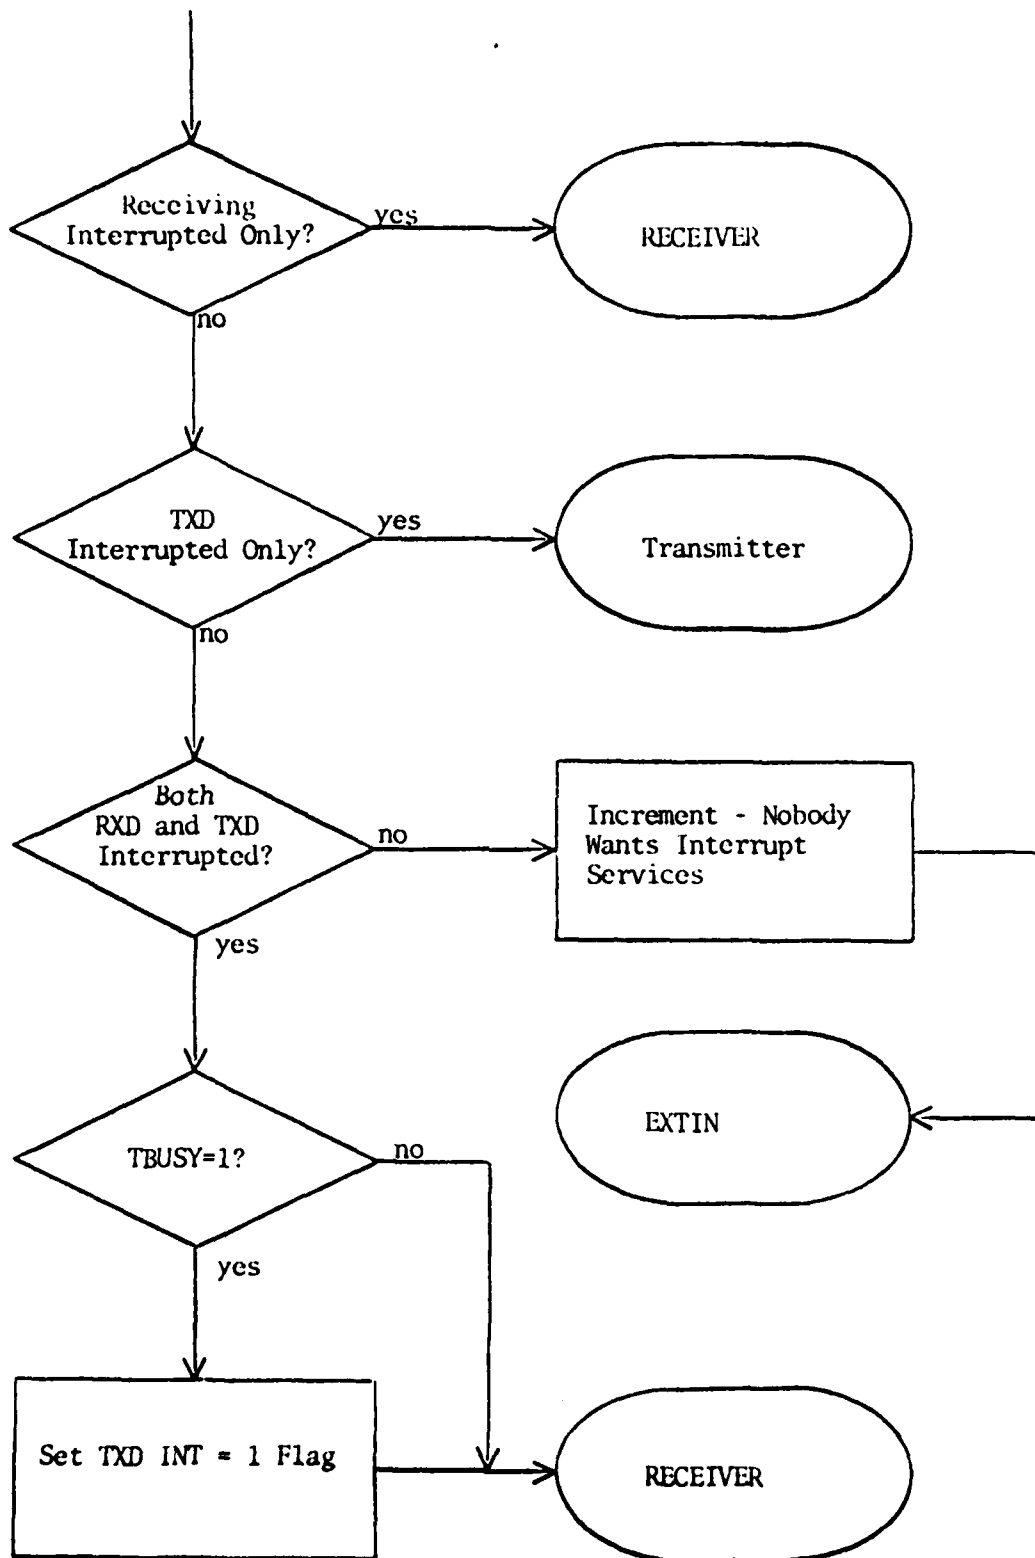 Receiving
Interrupted Only?
yes
RECEIVER
no
TXD
Interrupted Only?
yes
Transmitter
no
Both
RXD and TXD
Interrupted?
no
Increment - Nobody
Wants Interrupt
Services
yes
EXTIN
TBUSY=1?
no
yes
Set TXD INT = 1 Flag
RECEIVER